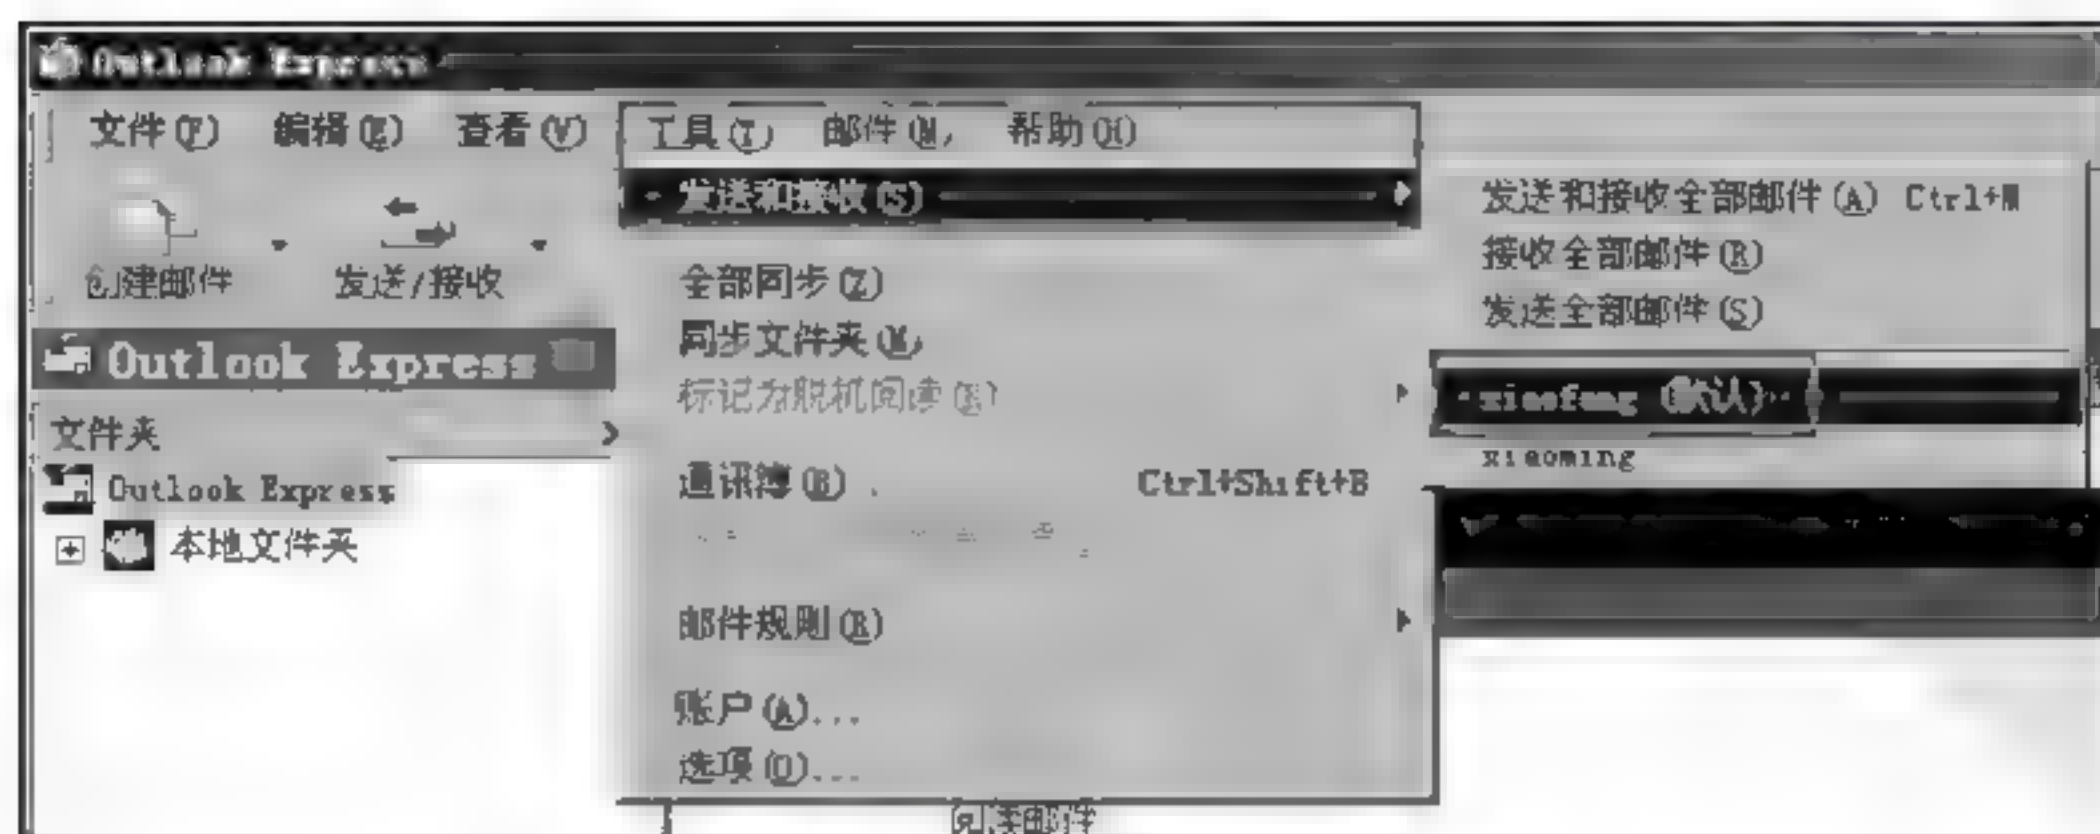 Outlook Express
文件(F) 编辑(E) 查看(V) 工具(T) 邮件(M) 帮助(H)
创建邮件 发送/接收
Outlook Express
文件夹
Outlook Express
本地文件夹
发送和接收(S)
全部同步(Z)
同步文件夹
标记为脱机阅读
通讯簿(B) Ctrl+Shift+B
邮件规则(R)
账户(A)...
选项(O)...
发送和接收全部邮件(A) Ctrl+M
接收全部邮件(R)
发送全部邮件(S)
(默认)
xiaoming